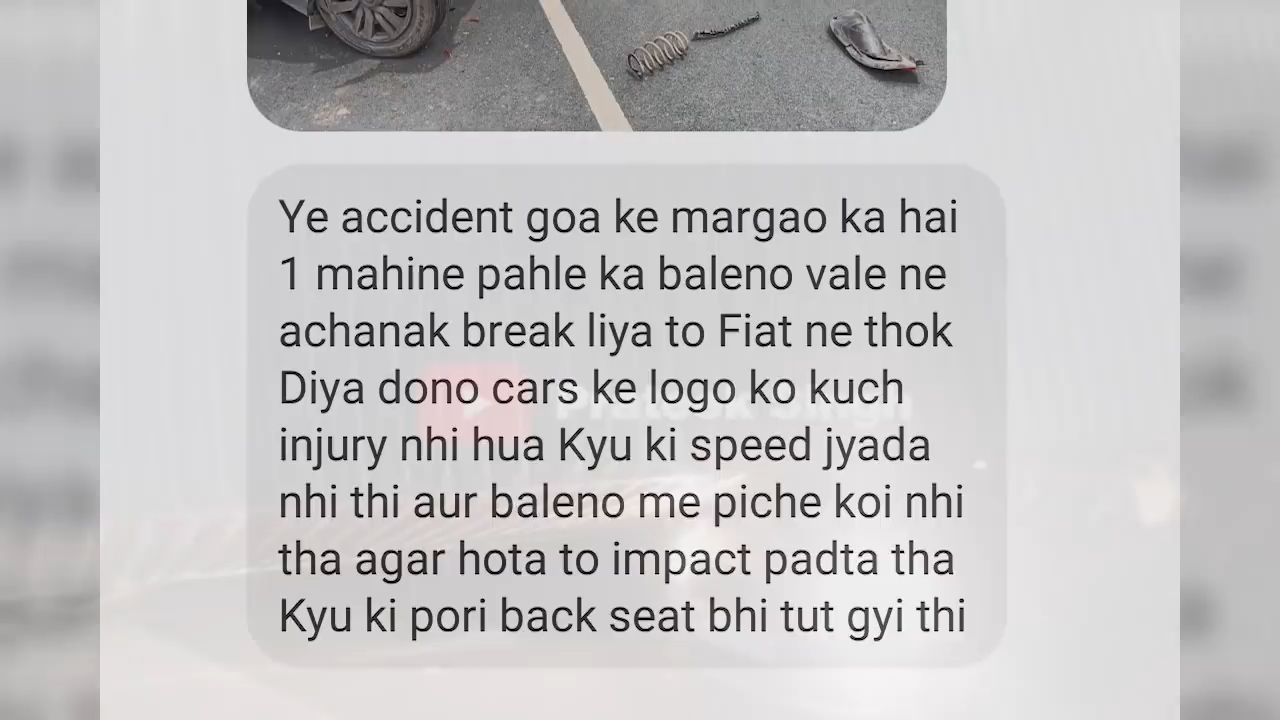 Ye accident goa ke margao ka hai
1 mahine pahle ka baleno vale ne
achanak break liya to Fiat ne thok
Diya dono cars ke logo ko kuch
injury nhi hua Kyu ki speed jyada
nhi thi aur baleno me piche koi nhi
tha agar hota to impact padta tha
Kyu ki pori back seat bhi tut gyi thi
Prateek Singh